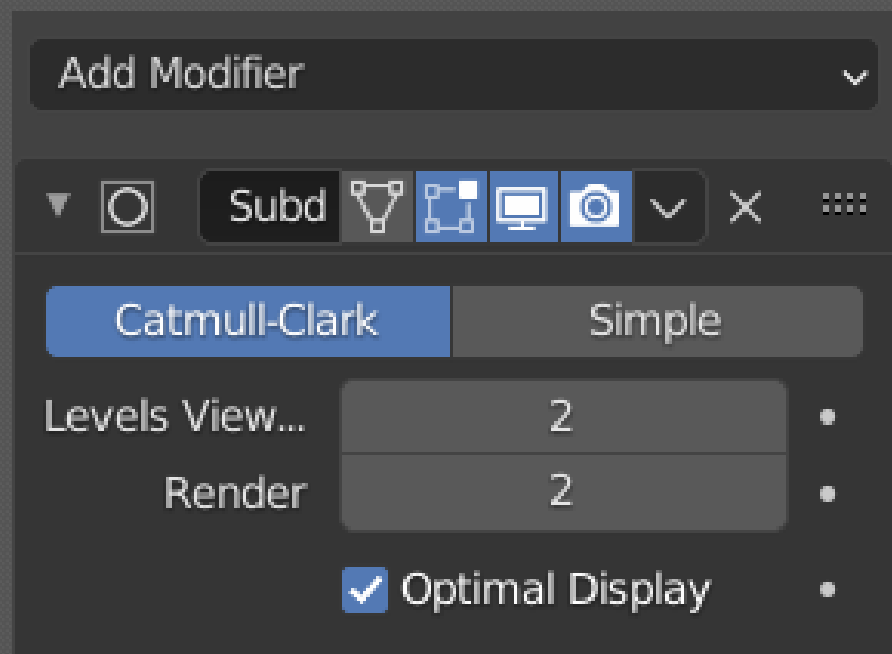 Add Modifier
Subd
Catmull-Clark Simple
Levels View... 2
Render 2
Optimal Display